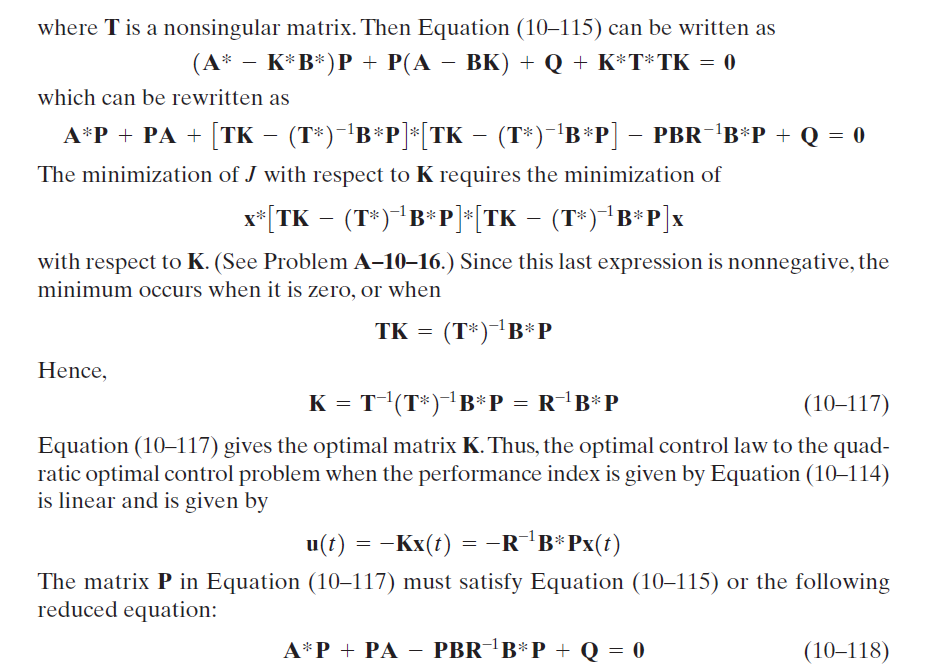 where T is a nonsingular matrix. Then Equation (10–115) can be written as
(A* − K*B*)P + P(A − BK) + Q + K*T*TK = 0
which can be rewritten as
A*P + PA + [TK − (T*)⁻¹B*P]*[TK − (T*)⁻¹B*P] − PBR⁻¹B*P + Q = 0
The minimization of J with respect to K requires the minimization of
x*[TK − (T*)⁻¹B*P]*[TK − (T*)⁻¹B*P]x
with respect to K. (See Problem A–10–16.) Since this last expression is nonnegative, the
minimum occurs when it is zero, or when
TK = (T*)⁻¹B*P
Hence,
K = T⁻¹(T*)⁻¹B*P = R⁻¹B*P (10–117)
Equation (10–117) gives the optimal matrix K. Thus, the optimal control law to the quad-
ratic optimal control problem when the performance index is given by Equation (10–114)
is linear and is given by
u(t) = −Kx(t) = −R⁻¹B*Px(t)
The matrix P in Equation (10–117) must satisfy Equation (10–115) or the following
reduced equation:
A*P + PA − PBR⁻¹B*P + Q = 0 (10–118)